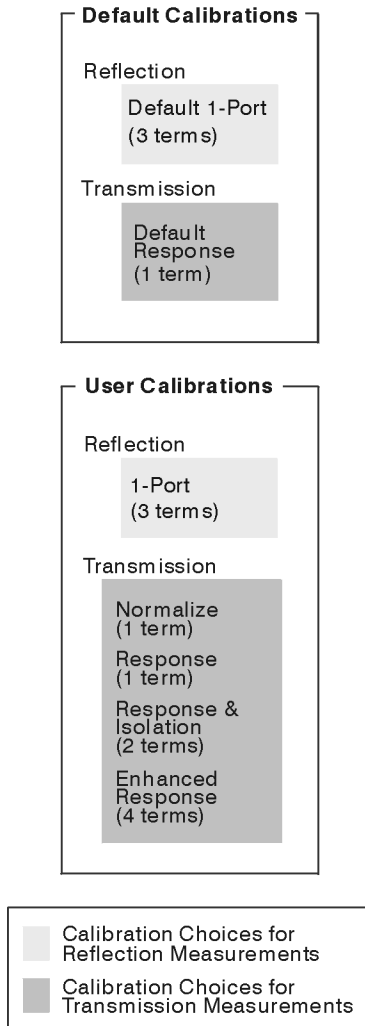 Default Calibrations
Reflection
Default 1-Port
(3 terms)
Transmission
Default
Response
(1 term)
User Calibrations
Reflection
1-Port
(3 terms)
Transmission
Normalize
(1 term)
Response
(1 term)
Response &
Isolation
(2 terms)
Enhanced
Response
(4 terms)
Calibration Choices for
Reflection Measurements
Calibration Choices for
Transmission Measurements